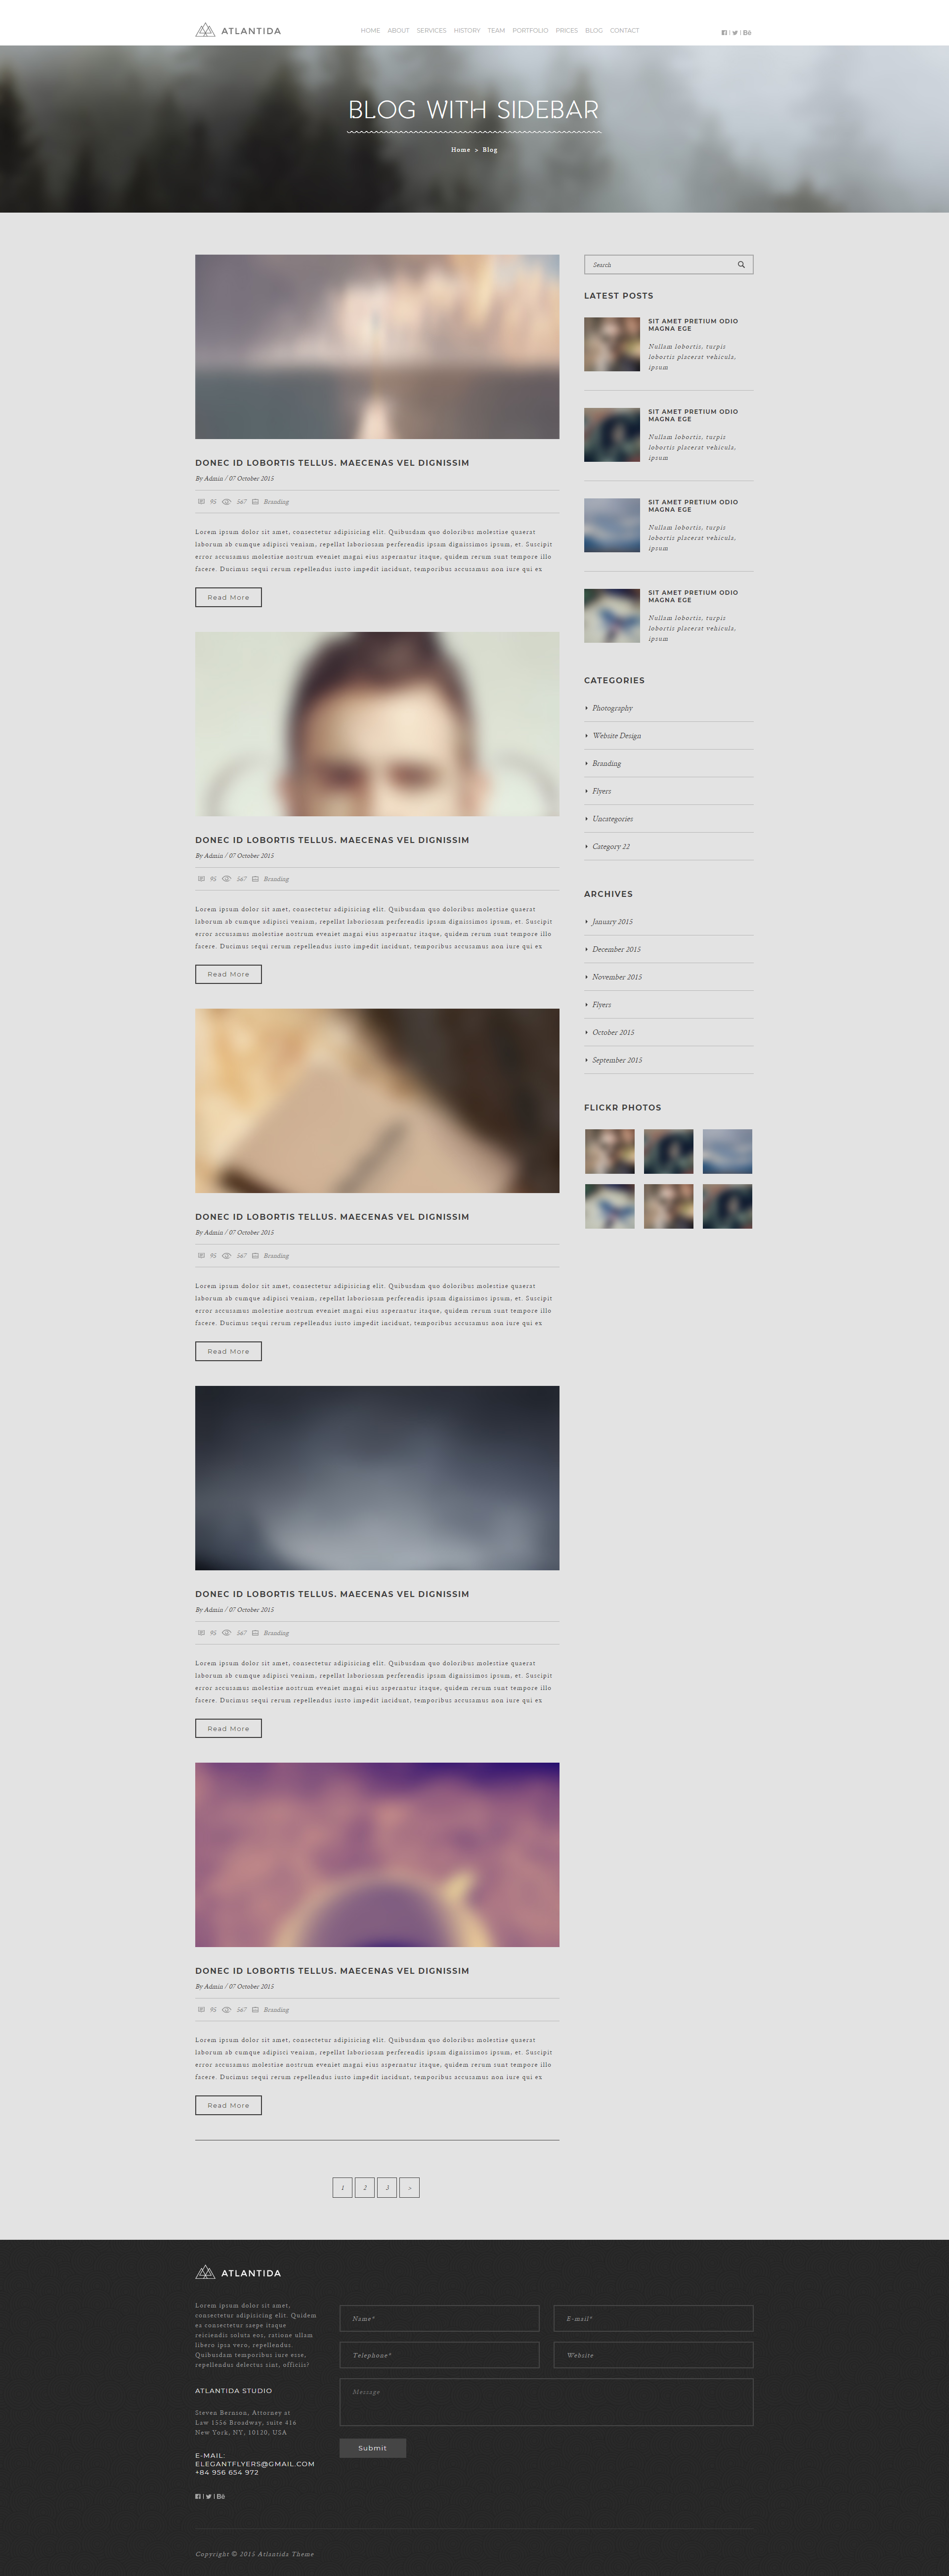 ATLANTIDA
HOME ABOUT SERVICES HISTORY TEAM PORTFOLIO PRICES BLOG CONTACT
BLOG WITH SIDEBAR
Home > Blog
DONEC ID LOBORTIS TELLUS. MAECENAS VEL DIGNISSIM
By Admin / 07 October 2015
95 567 Branding
Lorem ipsum dolor sit amet, consectetur adipisicing elit. Quibusdam quo doloribus molestiae quaerat
laborum ab cumque adipisci veniam, repellat laboriosam perferendis ipsam dignissimos ipsum, et. Suscipit
error accusamus molestiae nostrum eveniet magni eius aspernatur itaque, quidem rerum sunt tempore illo
facere. Ducimus sequi rerum repellendus iusto impedit incidunt, temporibus accusamus non iure qui ex
Read More
DONEC ID LOBORTIS TELLUS. MAECENAS VEL DIGNISSIM
By Admin / 07 October 2015
95 567 Branding
Lorem ipsum dolor sit amet, consectetur adipisicing elit. Quibusdam quo doloribus molestiae quaerat
laborum ab cumque adipisci veniam, repellat laboriosam perferendis ipsam dignissimos ipsum, et. Suscipit
error accusamus molestiae nostrum eveniet magni eius aspernatur itaque, quidem rerum sunt tempore illo
facere. Ducimus sequi rerum repellendus iusto impedit incidunt, temporibus accusamus non iure qui ex
Read More
DONEC ID LOBORTIS TELLUS. MAECENAS VEL DIGNISSIM
By Admin / 07 October 2015
95 567 Branding
Lorem ipsum dolor sit amet, consectetur adipisicing elit. Quibusdam quo doloribus molestiae quaerat
laborum ab cumque adipisci veniam, repellat laboriosam perferendis ipsam dignissimos ipsum, et. Suscipit
error accusamus molestiae nostrum eveniet magni eius aspernatur itaque, quidem rerum sunt tempore illo
facere. Ducimus sequi rerum repellendus iusto impedit incidunt, temporibus accusamus non iure qui ex
Read More
DONEC ID LOBORTIS TELLUS. MAECENAS VEL DIGNISSIM
By Admin / 07 October 2015
95 567 Branding
Lorem ipsum dolor sit amet, consectetur adipisicing elit. Quibusdam quo doloribus molestiae quaerat
laborum ab cumque adipisci veniam, repellat laboriosam perferendis ipsam dignissimos ipsum, et. Suscipit
error accusamus molestiae nostrum eveniet magni eius aspernatur itaque, quidem rerum sunt tempore illo
facere. Ducimus sequi rerum repellendus iusto impedit incidunt, temporibus accusamus non iure qui ex
Read More
DONEC ID LOBORTIS TELLUS. MAECENAS VEL DIGNISSIM
By Admin / 07 October 2015
95 567 Branding
Lorem ipsum dolor sit amet, consectetur adipisicing elit. Quibusdam quo doloribus molestiae quaerat
laborum ab cumque adipisci veniam, repellat laboriosam perferendis ipsam dignissimos ipsum, et. Suscipit
error accusamus molestiae nostrum eveniet magni eius aspernatur itaque, quidem rerum sunt tempore illo
facere. Ducimus sequi rerum repellendus iusto impedit incidunt, temporibus accusamus non iure qui ex
Read More
1 2 3 >
Search
LATEST POSTS
SIT AMET PRETIUM ODIO
MAGNA EGE
Nullam lobortis, turpis
lobortis placerat vehicula,
ipsum
SIT AMET PRETIUM ODIO
MAGNA EGE
Nullam lobortis, turpis
lobortis placerat vehicula,
ipsum
SIT AMET PRETIUM ODIO
MAGNA EGE
Nullam lobortis, turpis
lobortis placerat vehicula,
ipsum
SIT AMET PRETIUM ODIO
MAGNA EGE
Nullam lobortis, turpis
lobortis placerat vehicula,
ipsum
CATEGORIES
Photography
Website Design
Branding
Flyers
Uncategories
Category 22
ARCHIVES
January 2015
December 2015
November 2015
Flyers
October 2015
September 2015
FLICKR PHOTOS
ATLANTIDA
Lorem ipsum dolor sit amet,
consectetur adipisicing elit. Quidem
ea consectetur saepe itaque
reiciendis soluta eos, ratione ullam
libero ipsa vero, repellendus.
Quibusdam temporibus iure esse,
repellendus delectus sint, officiis?
ATLANTIDA STUDIO
Steven Bernson, Attorney at
Law 1556 Broadway, suite 416
New York, NY, 10120, USA
E-MAIL:
ELEGANTFLYERS@GMAIL.COM
+84 956 654 972
Name*
E-mail*
Telephone*
Website
Message
Submit
Copyright © 2015 Atlantida Theme